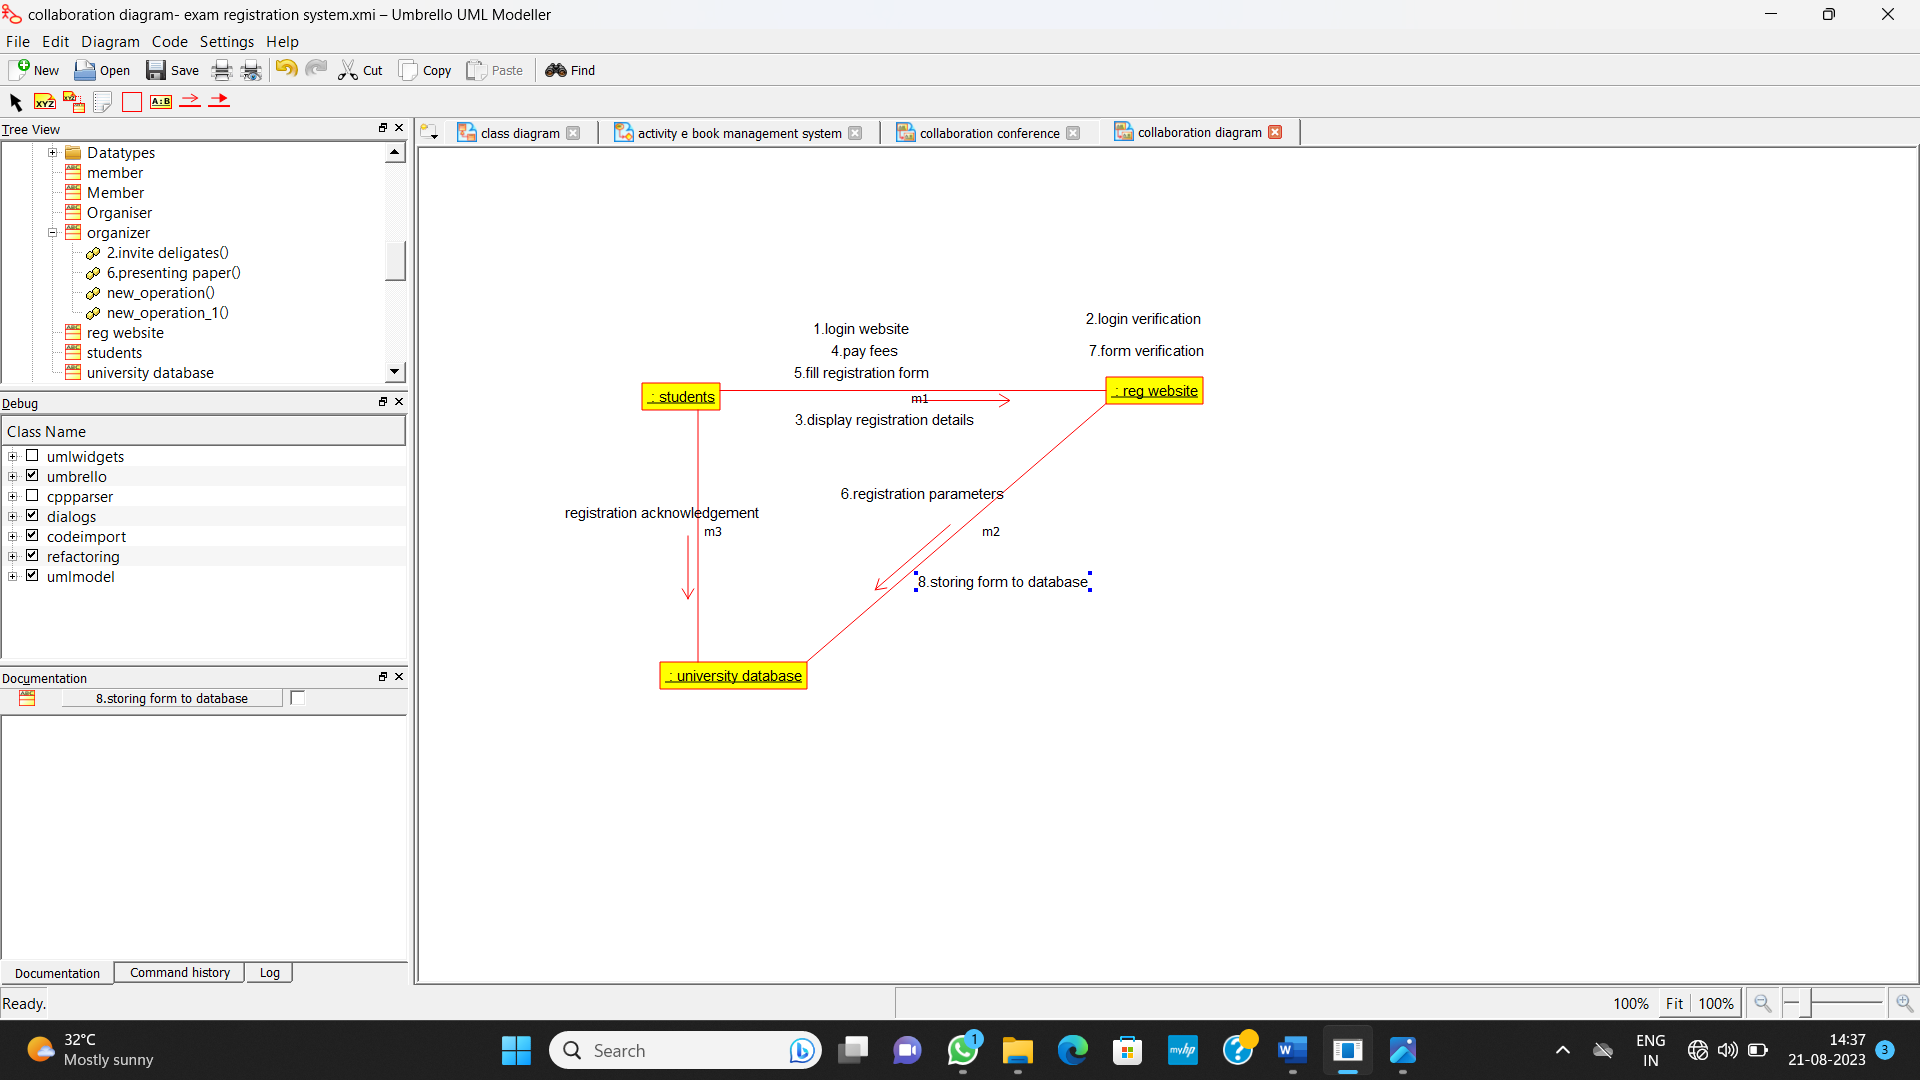 collaboration diagram- exam registration system.xmi – Umbrello UML Modeller
File Edit Diagram Code Settings Help
New Open Save Cut Copy Paste Find
XYZ XYZ A:B
Tree View
Datatypes
member
Member
Organiser
organizer
2.invite deligates()
6.presenting paper()
new_operation()
new_operation_1()
reg website
students
university database
Debug
Class Name
umlwidgets
umbrello
cppparser
dialogs
codeimport
refactoring
umlmodel
Documentation
8.storing form to database
Documentation Command history Log
Ready.
class diagram activity e book management system collaboration conference collaboration diagram
1.login website
4.pay fees
5.fill registration form
2.login verification
7.form verification
: students
: reg website
m1
3.display registration details
6.registration parameters
registration acknowledgement
m3
m2
8.storing form to database
: university database
100% Fit 100%
32°C
Mostly sunny
Search
1
myhp
W
ENG
IN
14:37
21-08-2023
3